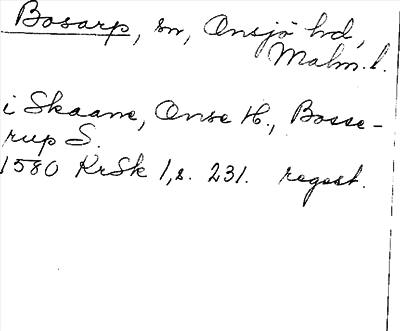 Bosarp, sn, Onsjö hd,
Malm. l.
i Skaane, Onse H., Bosse-
rup S.
1580 KrSk 1, s. 231. regest.